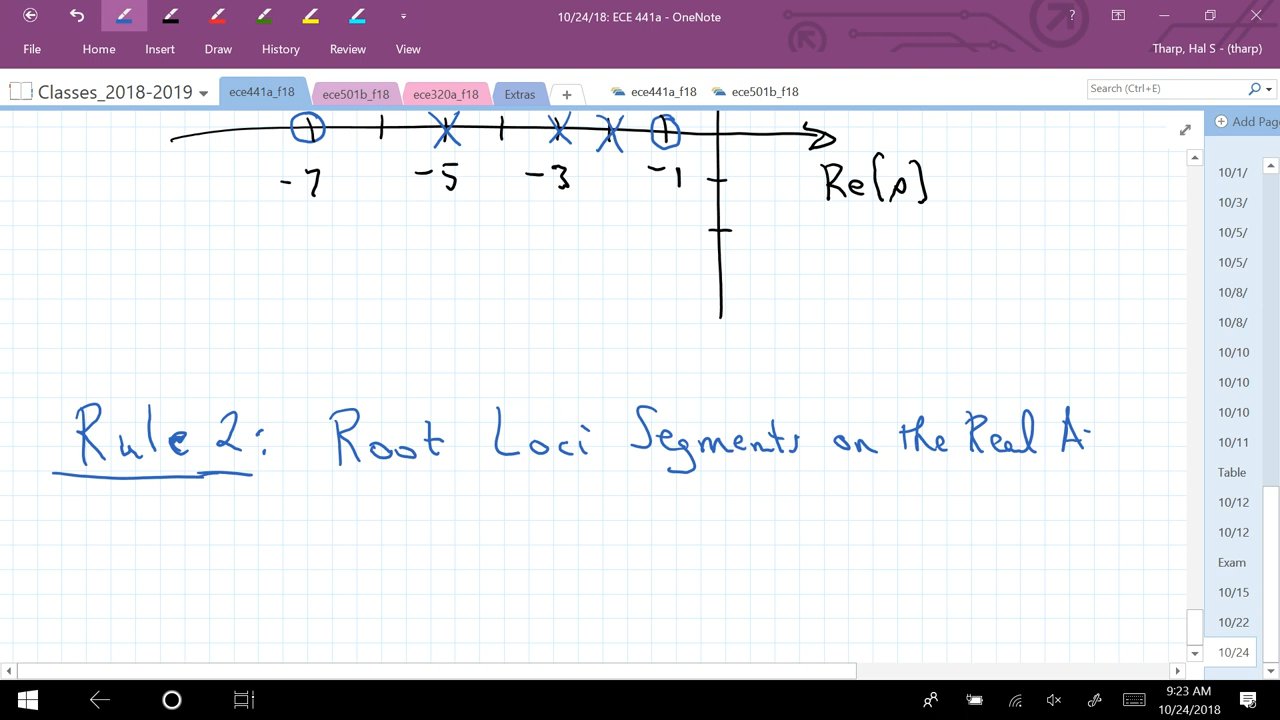 10/24/18: ECE 441a - OneNote
?
File Home Insert Draw History Review View
Tharp, Hal S - (tharp)
Classes_2018-2019
ece441a_f18 ece501b_f18 ece320a_f18 Extras + ece441a_f18 ece501b_f18
Search (Ctrl+E)
Add Page
-7 -5 -3 -1
Re[s]
Rule 2: Root Loci Segments on the Real A
10/1/
10/3/
10/5/
10/5/
10/8/
10/8/
10/10
10/10
10/10
10/11
Table
10/12
10/12
Exam
10/15
10/22
10/24
9:23 AM
10/24/2018